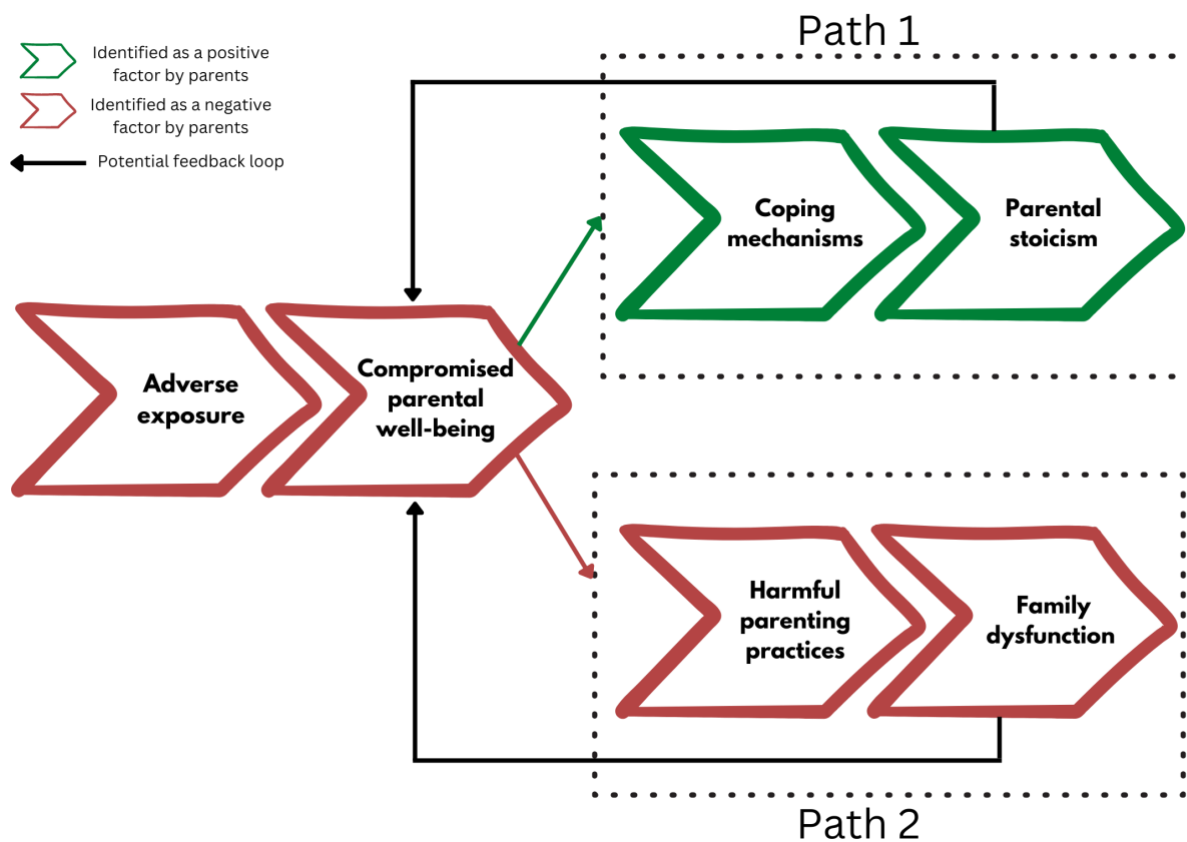 Path 1
Identified as a positive
factor by parents
Identified as a negative
factor by parents
Potential feedback loop
Coping
mechanisms
Parental
stoicism
Adverse
exposure
Compromised
parental
well-being
Harmful
parenting
practices
Family
dysfunction
Path 2